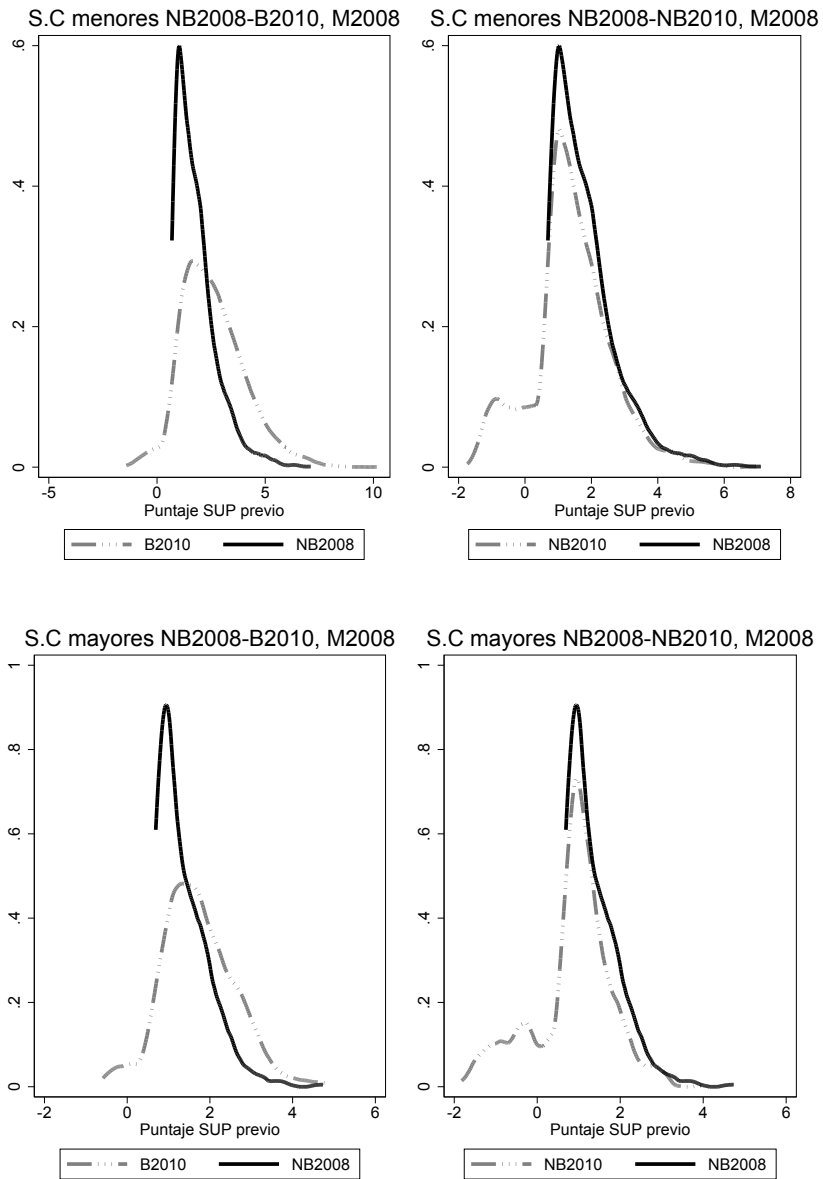 S.C menores NB2008-B2010, M2008
.6
.4
.2
0
-5 0 5 10
Puntaje SUP previo
B2010 NB2008
S.C menores NB2008-NB2010, M2008
.6
.4
.2
0
-2 0 2 4 6 8
Puntaje SUP previo
NB2010 NB2008
S.C mayores NB2008-B2010, M2008
1
.8
.6
.4
.2
0
-2 0 2 4 6
Puntaje SUP previo
B2010 NB2008
S.C mayores NB2008-NB2010, M2008
1
.8
.6
.4
.2
0
-2 0 2 4 6
Puntaje SUP previo
NB2010 NB2008